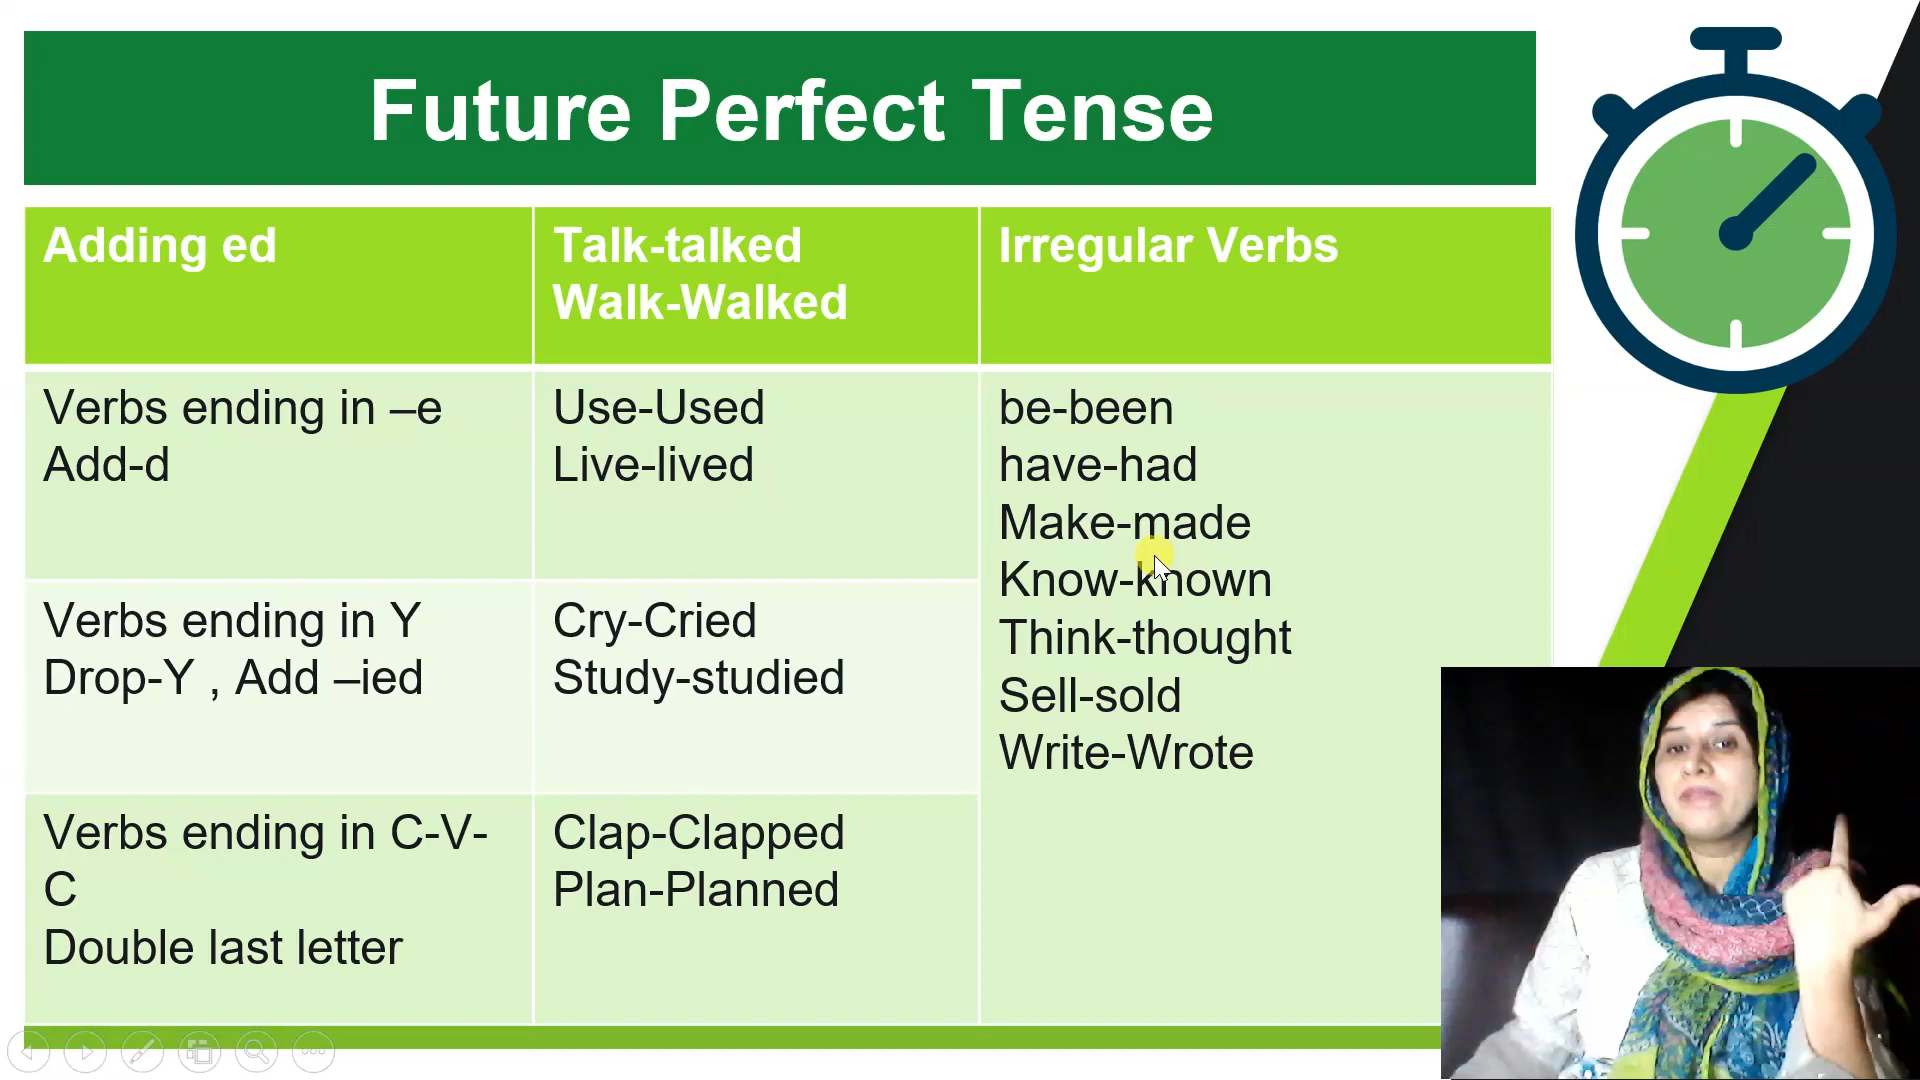 Future Perfect Tense
Adding ed
Talk-talked
Walk-Walked
Irregular Verbs
Verbs ending in –e
Add-d
Use-Used
Live-lived
be-been
have-had
Make-made
Know-known
Think-thought
Sell-sold
Write-Wrote
Verbs ending in Y
Drop-Y , Add –ied
Cry-Cried
Study-studied
Verbs ending in C-V-
C
Double last letter
Clap-Clapped
Plan-Planned